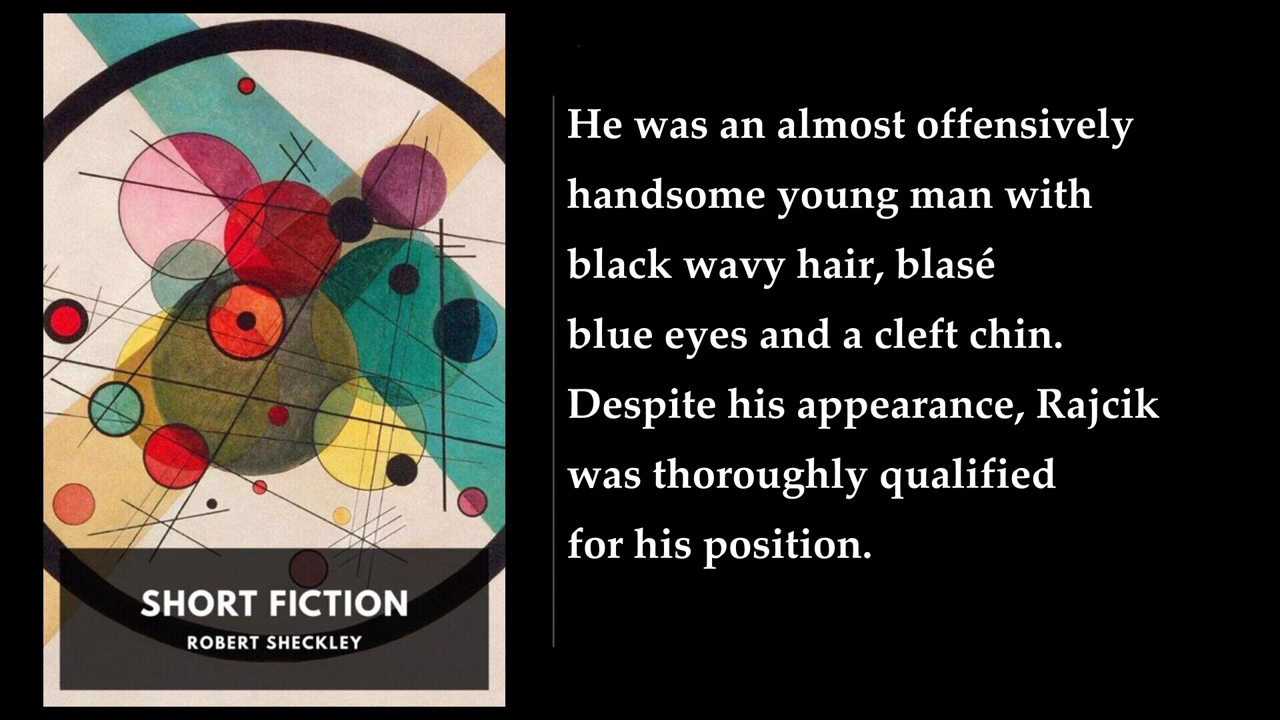 SHORT FICTION
ROBERT SHECKLEY
He was an almost offensively
handsome young man with
black wavy hair, blasé
blue eyes and a cleft chin.
Despite his appearance, Rajcik
was thoroughly qualified
for his position.